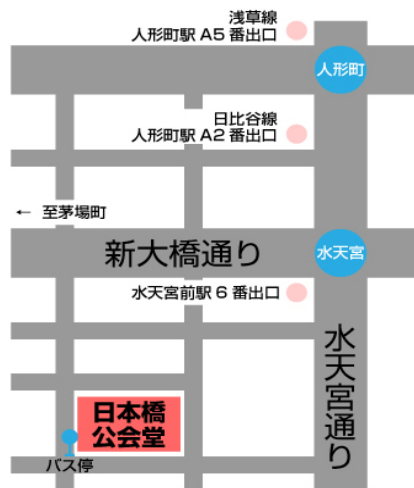 浅草線
人形町駅 A5 番出口
人形町
日比谷線
人形町駅 A2 番出口
← 至茅場町
新大橋通り
水天宮
水天宮前駅 6 番出口
水天宮通り
日本橋
公会堂
バス停